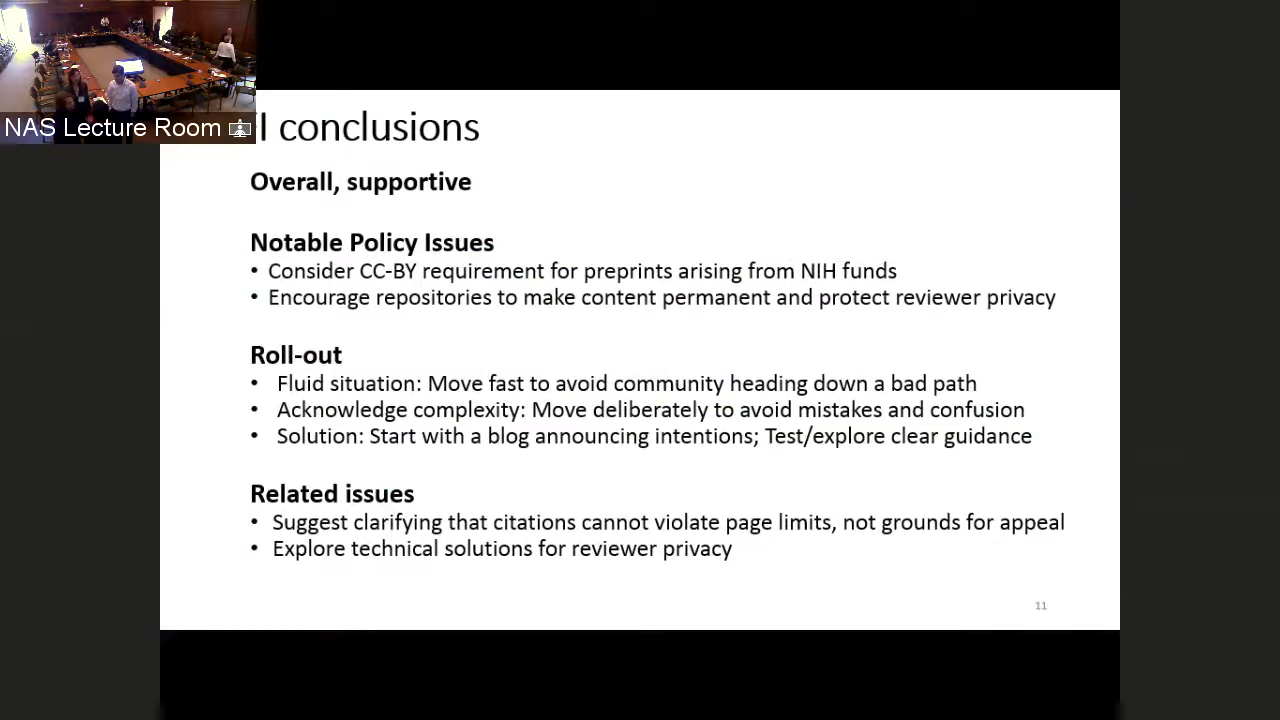 NAS Lecture Room
I conclusions
Overall, supportive
Notable Policy Issues
• Consider CC-BY requirement for preprints arising from NIH funds
• Encourage repositories to make content permanent and protect reviewer privacy
Roll-out
• Fluid situation: Move fast to avoid community heading down a bad path
• Acknowledge complexity: Move deliberately to avoid mistakes and confusion
• Solution: Start with a blog announcing intentions; Test/explore clear guidance
Related issues
• Suggest clarifying that citations cannot violate page limits, not grounds for appeal
• Explore technical solutions for reviewer privacy
11